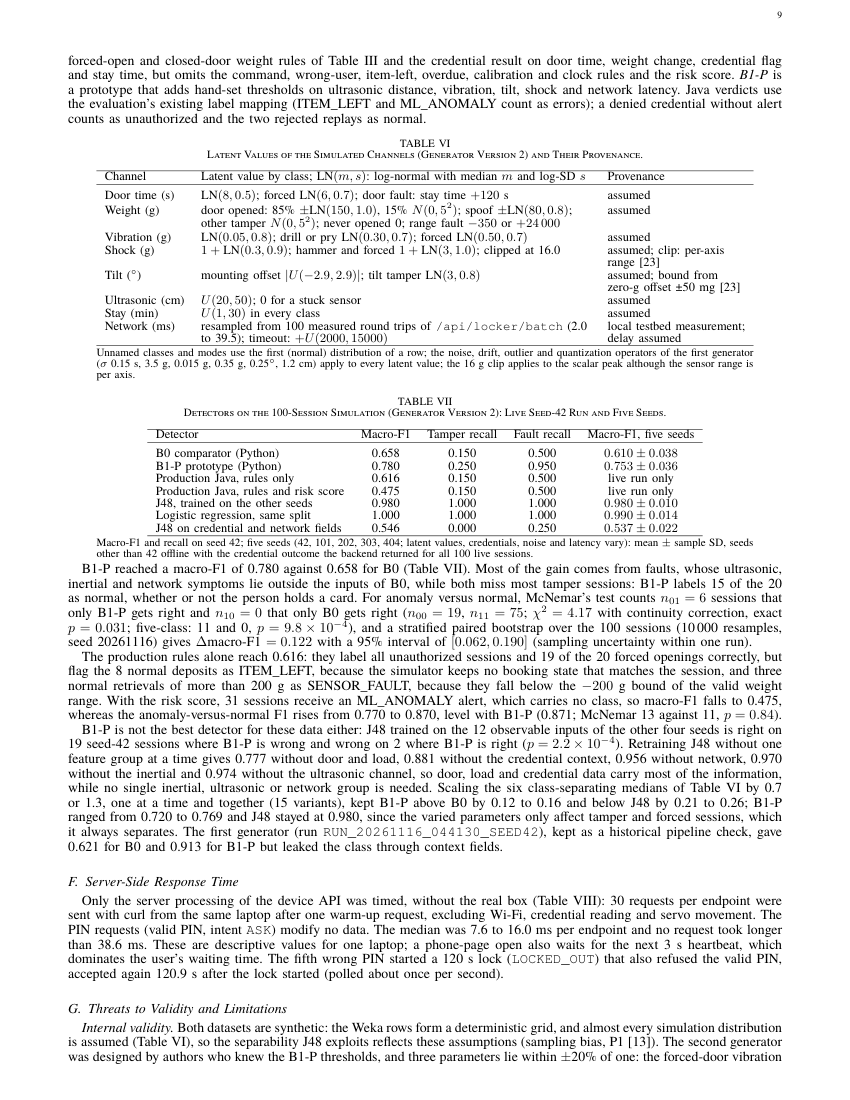 9
forced-open and closed-door weight rules of Table III and the credential result on door time, weight change, credential flag
and stay time, but omits the command, wrong-user, item-left, overdue, calibration and clock rules and the risk score. B1-P is
a prototype that adds hand-set thresholds on ultrasonic distance, vibration, tilt, shock and network latency. Java verdicts use
the evaluation's existing label mapping (ITEM_LEFT and ML_ANOMALY count as errors); a denied credential without alert
counts as unauthorized and the two rejected replays as normal.
TABLE VI
Latent Values of the Simulated Channels (Generator Version 2) and Their Provenance.
Channel Latent value by class; LN(m, s): log-normal with median m and log-SD s Provenance
Door time (s) LN(8, 0.5); forced LN(6, 0.7); door fault: stay time +120 s assumed
Weight (g) door opened: 85% ±LN(150, 1.0), 15% N(0, 5²); spoof ±LN(80, 0.8); assumed
other tamper N(0, 5²); never opened 0; range fault −350 or +24 000
Vibration (g) LN(0.05, 0.8); drill or pry LN(0.30, 0.7); forced LN(0.50, 0.7) assumed
Shock (g) 1 + LN(0.3, 0.9); hammer and forced 1 + LN(3, 1.0); clipped at 16.0 assumed; clip: per-axis
range [23]
Tilt (°) mounting offset |U(−2.9, 2.9)|; tilt tamper LN(3, 0.8) assumed; bound from
zero-g offset ±50 mg [23]
Ultrasonic (cm) U(20, 50); 0 for a stuck sensor assumed
Stay (min) U(1, 30) in every class assumed
Network (ms) resampled from 100 measured round trips of /api/locker/batch (2.0 local testbed measurement;
to 39.5); timeout: +U(2000, 15000) delay assumed
Unnamed classes and modes use the first (normal) distribution of a row; the noise, drift, outlier and quantization operators of the first generator
(σ 0.15 s, 3.5 g, 0.015 g, 0.35 g, 0.25°, 1.2 cm) apply to every latent value; the 16 g clip applies to the scalar peak although the sensor range is
per axis.
TABLE VII
Detectors on the 100-Session Simulation (Generator Version 2): Live Seed-42 Run and Five Seeds.
Detector Macro-F1 Tamper recall Fault recall Macro-F1, five seeds
B0 comparator (Python) 0.658 0.150 0.500 0.610 ± 0.038
B1-P prototype (Python) 0.780 0.250 0.950 0.753 ± 0.036
Production Java, rules only 0.616 0.150 0.500 live run only
Production Java, rules and risk score 0.475 0.150 0.500 live run only
J48, trained on the other seeds 0.980 1.000 1.000 0.980 ± 0.010
Logistic regression, same split 1.000 1.000 1.000 0.990 ± 0.014
J48 on credential and network fields 0.546 0.000 0.250 0.537 ± 0.022
Macro-F1 and recall on seed 42; five seeds (42, 101, 202, 303, 404; latent values, credentials, noise and latency vary): mean ± sample SD, seeds
other than 42 offline with the credential outcome the backend returned for all 100 live sessions.
B1-P reached a macro-F1 of 0.780 against 0.658 for B0 (Table VII). Most of the gain comes from faults, whose ultrasonic,
inertial and network symptoms lie outside the inputs of B0, while both miss most tamper sessions: B1-P labels 15 of the 20
as normal, whether or not the person holds a card. For anomaly versus normal, McNemar's test counts n01 = 6 sessions that
only B1-P gets right and n10 = 0 that only B0 gets right (n00 = 19, n11 = 75; χ² = 4.17 with continuity correction, exact
p = 0.031; five-class: 11 and 0, p = 9.8 × 10⁻⁴), and a stratified paired bootstrap over the 100 sessions (10 000 resamples,
seed 20261116) gives Δmacro-F1 = 0.122 with a 95% interval of [0.062, 0.190] (sampling uncertainty within one run).
The production rules alone reach 0.616: they label all unauthorized sessions and 19 of the 20 forced openings correctly, but
flag the 8 normal deposits as ITEM_LEFT, because the simulator keeps no booking state that matches the session, and three
normal retrievals of more than 200 g as SENSOR_FAULT, because they fall below the −200 g bound of the valid weight
range. With the risk score, 31 sessions receive an ML_ANOMALY alert, which carries no class, so macro-F1 falls to 0.475,
whereas the anomaly-versus-normal F1 rises from 0.770 to 0.870, level with B1-P (0.871; McNemar 13 against 11, p = 0.84).
B1-P is not the best detector for these data either: J48 trained on the 12 observable inputs of the other four seeds is right on
19 seed-42 sessions where B1-P is wrong and wrong on 2 where B1-P is right (p = 2.2 × 10⁻⁴). Retraining J48 without one
feature group at a time gives 0.777 without door and load, 0.881 without the credential context, 0.956 without network, 0.970
without the inertial and 0.974 without the ultrasonic channel, so door, load and credential data carry most of the information,
while no single inertial, ultrasonic or network group is needed. Scaling the six class-separating medians of Table VI by 0.7
or 1.3, one at a time and together (15 variants), kept B1-P above B0 by 0.12 to 0.16 and below J48 by 0.21 to 0.26; B1-P
ranged from 0.720 to 0.769 and J48 stayed at 0.980, since the varied parameters only affect tamper and forced sessions, which
it always separates. The first generator (run RUN_20261116_044130_SEED42), kept as a historical pipeline check, gave
0.621 for B0 and 0.913 for B1-P but leaked the class through context fields.
F. Server-Side Response Time
Only the server processing of the device API was timed, without the real box (Table VIII): 30 requests per endpoint were
sent with curl from the same laptop after one warm-up request, excluding Wi-Fi, credential reading and servo movement. The
PIN requests (valid PIN, intent ASK) modify no data. The median was 7.6 to 16.0 ms per endpoint and no request took longer
than 38.6 ms. These are descriptive values for one laptop; a phone-page open also waits for the next 3 s heartbeat, which
dominates the user's waiting time. The fifth wrong PIN started a 120 s lock (LOCKED_OUT) that also refused the valid PIN,
accepted again 120.9 s after the lock started (polled about once per second).
G. Threats to Validity and Limitations
Internal validity. Both datasets are synthetic: the Weka rows form a deterministic grid, and almost every simulation distribution
is assumed (Table VI), so the separability J48 exploits reflects these assumptions (sampling bias, P1 [13]). The second generator
was designed by authors who knew the B1-P thresholds, and three parameters lie within ±20% of one: the forced-door vibration